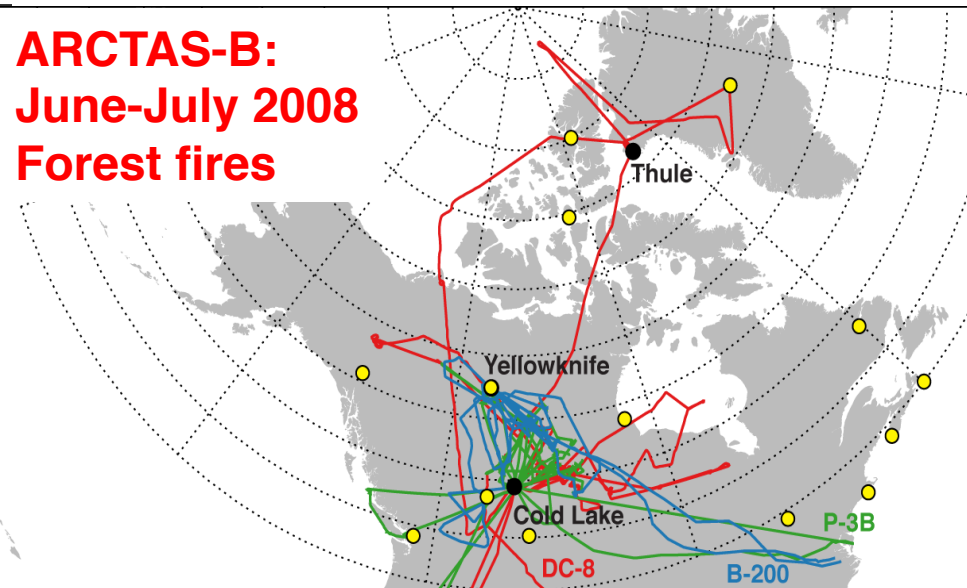 ARCTAS-B:
June-July 2008
Forest fires
Thule
Yellowknife
Cold Lake
P-3B
DC-8
B-200